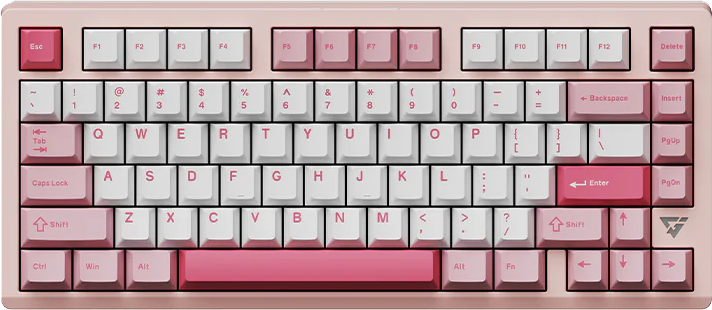 Esc F1 F2 F3 F4 F5 F6 F7 F8 F9 F10 F11 F12 Delete
~ ! @ # $ % ^ & * ( ) — +
` 1 2 3 4 5 6 7 8 9 0 - = ← Backspace Insert
Tab Q W E R T Y U I O P { } | PgUp
[ ] \
Caps Lock A S D F G H J K L : " Enter PgDn
; '
Shift Z X C V B N M < > ? Shift ↑
, . /
Ctrl Win Alt Alt Fn ← ↓ →